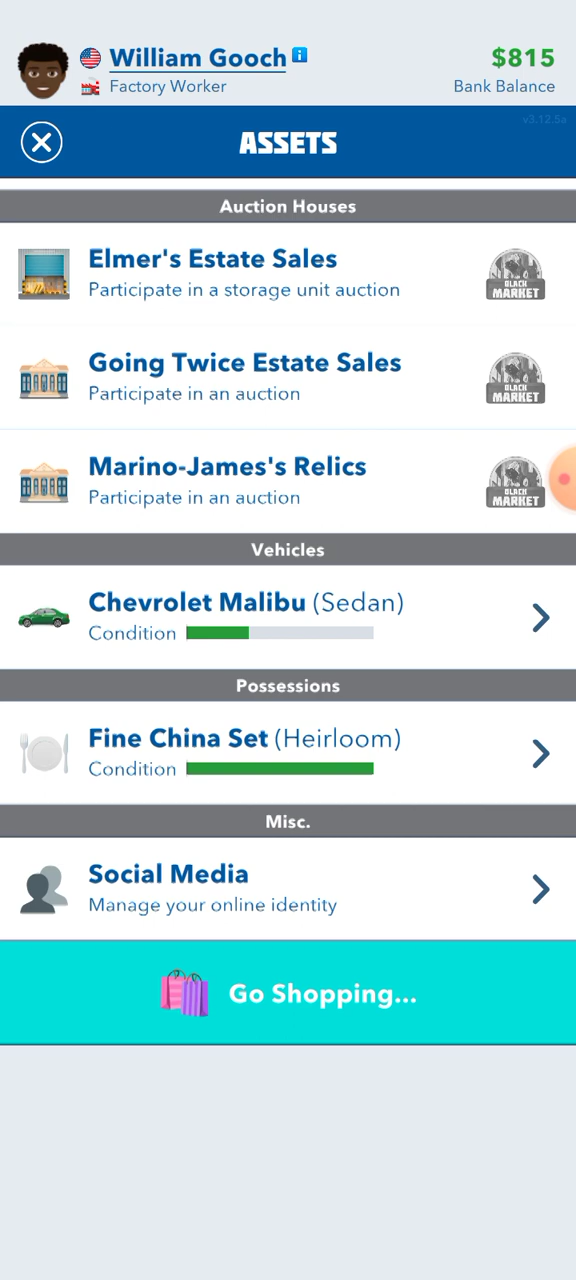 William Gooch
$815
Factory Worker
Bank Balance
v3.12.5a
ASSETS
Auction Houses
Elmer's Estate Sales
Participate in a storage unit auction
BLACK
MARKET
Going Twice Estate Sales
Participate in an auction
BLACK
MARKET
Marino-James's Relics
Participate in an auction
BLACK
MARKET
Vehicles
Chevrolet Malibu (Sedan)
Condition
Possessions
Fine China Set (Heirloom)
Condition
Misc.
Social Media
Manage your online identity
Go Shopping...